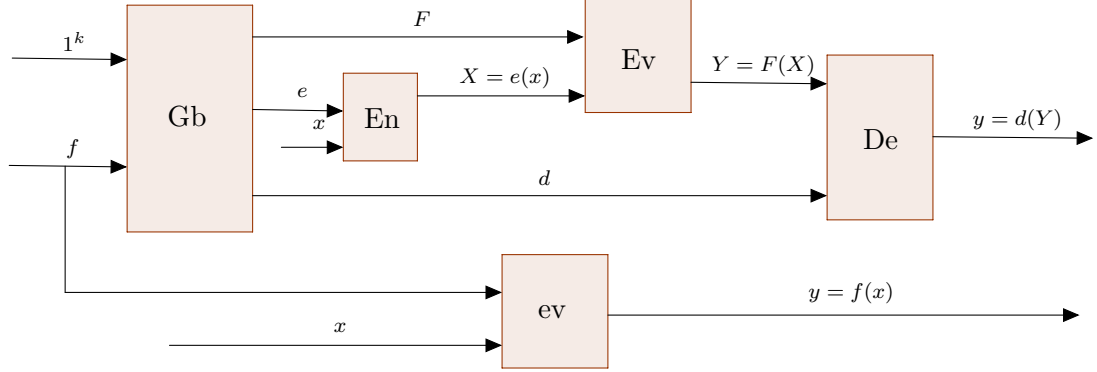 F
1^k
Ev
Y = F(X)
X = e(x)
e
x
Gb
En
y = d(Y)
De
f
d
ev
y = f(x)
x